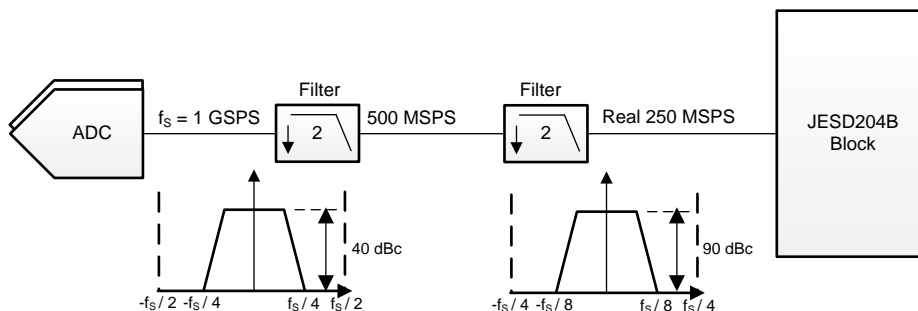 Filter
Filter
ADC
f_S = 1 GSPS
2
500 MSPS
2
Real 250 MSPS
JESD204B
Block
40 dBc
90 dBc
-f_S / 2
-f_S / 4
f_S / 4
f_S / 2
-f_S / 4
-f_S / 8
f_S / 8
f_S / 4